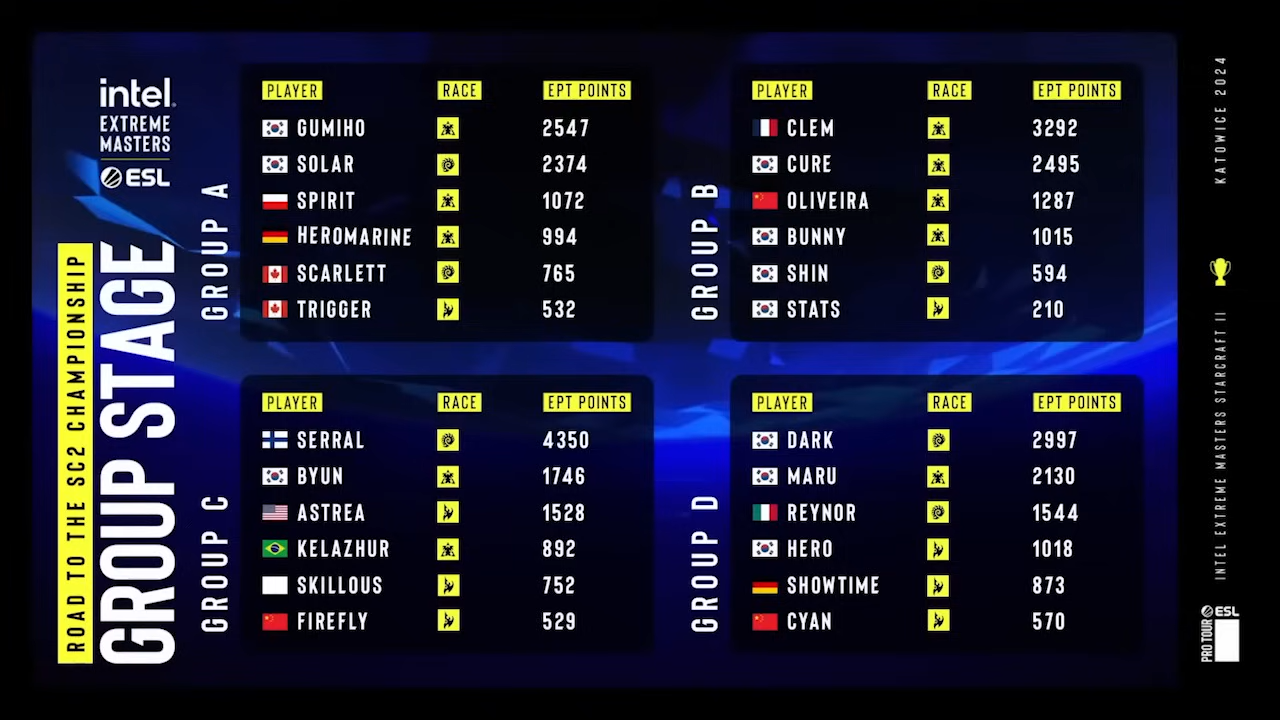 intel.
EXTREME
MASTERS
ESL
ROAD TO THE SC2 CHAMPIONSHIP
GROUP STAGE
GROUP A
PLAYER RACE EPT POINTS
GUMIHO 2547
SOLAR 2374
SPIRIT 1072
HEROMARINE 994
SCARLETT 765
TRIGGER 532
GROUP B
PLAYER RACE EPT POINTS
CLEM 3292
CURE 2495
OLIVEIRA 1287
BUNNY 1015
SHIN 594
STATS 210
GROUP C
PLAYER RACE EPT POINTS
SERRAL 4350
BYUN 1746
ASTREA 1528
KELAZHUR 892
SKILLOUS 752
FIREFLY 529
GROUP D
PLAYER RACE EPT POINTS
DARK 2997
MARU 2130
REYNOR 1544
HERO 1018
SHOWTIME 873
CYAN 570
KATOWICE 2024
INTEL EXTREME MASTERS STARCRAFT II
ESL
PRO TOUR